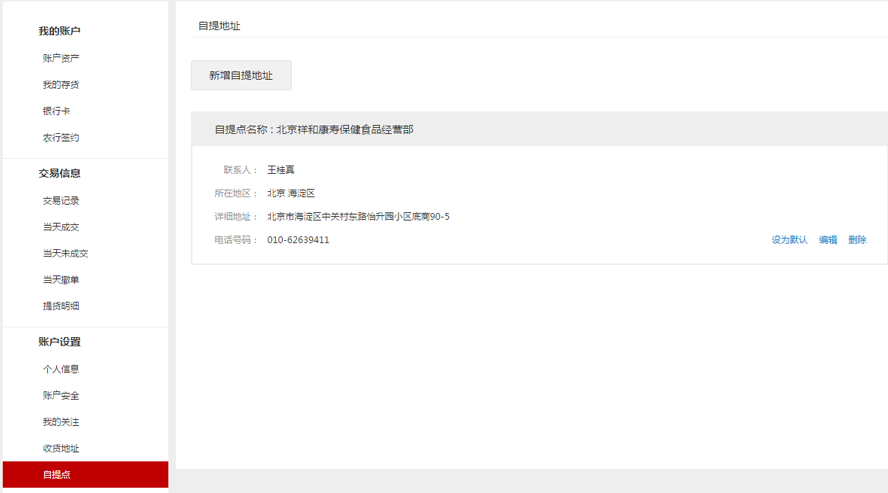 我的账户
账户资产
我的存货
银行卡
农行签约
交易信息
交易记录
当天成交
当天未成交
当天撤单
提货明细
账户设置
个人信息
账户安全
我的关注
收货地址
自提点
自提地址
新增自提地址
自提点名称 : 北京祥和康寿保健食品经营部
联系人： 王桂真
所在地区： 北京 海淀区
详细地址： 北京市海淀区中关村东路怡升园小区底商90-5
电话号码： 010-62639411
设为默认 编辑 删除